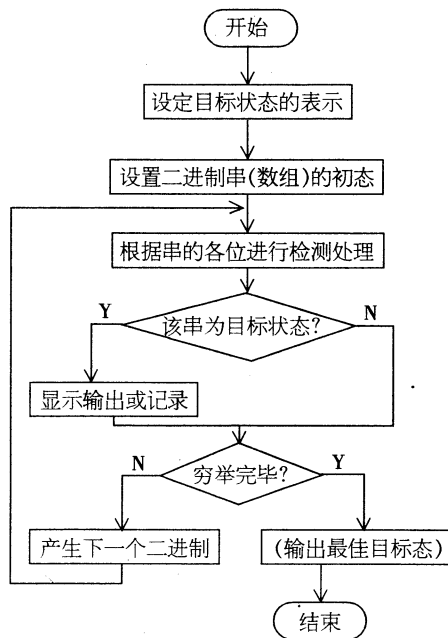 开始
设定目标状态的表示
设置二进制串(数组)的初态
根据串的各位进行检测处理
Y
该串为目标状态?
N
显示输出或记录
N
穷举完毕?
Y
产生下一个二进制
(输出最佳目标态)
结束